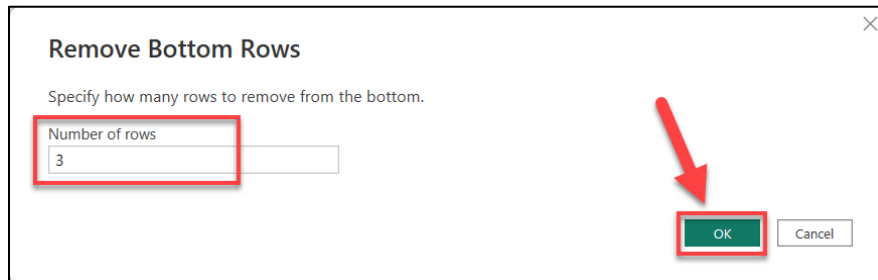 Remove Bottom Rows
Specify how many rows to remove from the bottom.
Number of rows
3
OK
Cancel